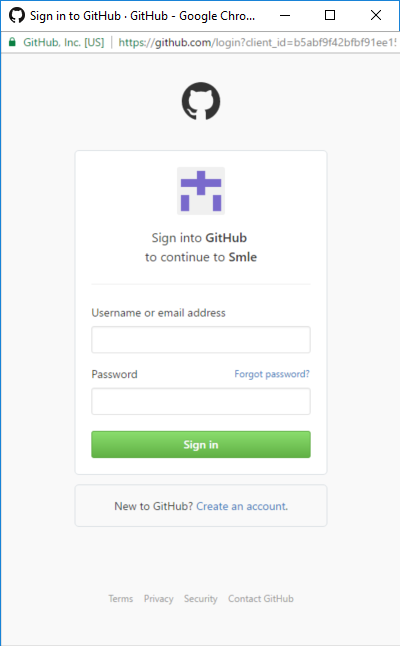 Sign in to GitHub · GitHub - Google Chro...
GitHub, Inc. [US] https://github.com/login?client_id=b5abf9f42bfbf91ee15
Sign into GitHub
to continue to Smle
Username or email address
Password Forgot password?
Sign in
New to GitHub? Create an account.
Terms Privacy Security Contact GitHub